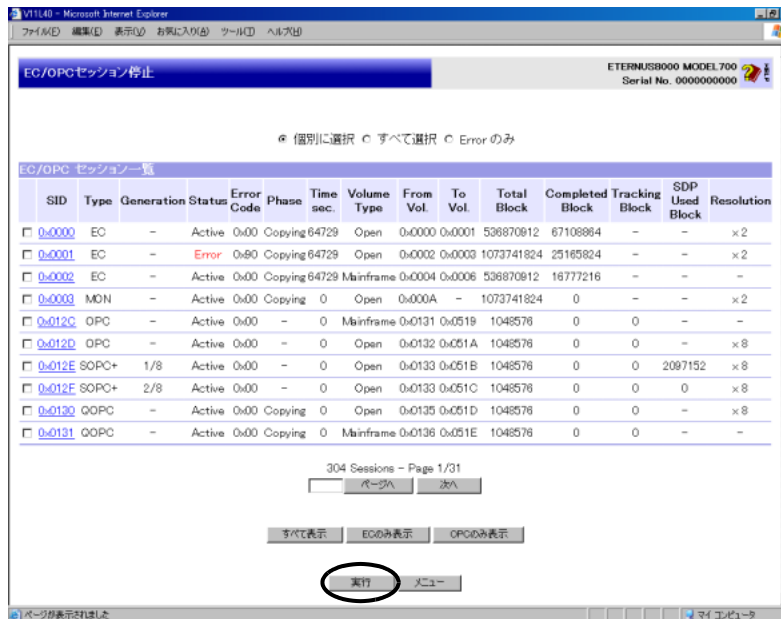 V11L40 - Microsoft Internet Explorer
ファイル(F) 編集(E) 表示(V) お気に入り(A) ツール(T) ヘルプ(H)
EC/OPCセッション停止
ETERNUS8000 MODEL700
Serial No. 0000000000
個別に選択 すべて選択 Error のみ
EC/OPC セッション一覧
SID Type Generation Status Error Code Phase Time sec. Volume Type From Vol. To Vol. Total Block Completed Block Tracking Block SDP Used Block Resolution
0x0000 EC - Active 0x00 Copying 64729 Open 0x0000 0x0001 536870912 67108864 - - ×2
0x0001 EC - Error 0x90 Copying 64729 Open 0x0002 0x0003 1073741824 25165824 - - ×2
0x0002 EC - Active 0x00 Copying 64729 Mainframe 0x0004 0x0006 536870912 16777216 - - -
0x0003 MON - Active 0x00 Copying 0 Open 0x000A - 1073741824 0 - - ×2
0x012C OPC - Active 0x00 - 0 Mainframe 0x0131 0x0519 1048576 0 0 - -
0x012D OPC - Active 0x00 - 0 Open 0x0132 0x051A 1048576 0 0 - ×8
0x012E SOPC+ 1/8 Active 0x00 - 0 Open 0x0133 0x051B 1048576 0 0 2097152 ×8
0x012F SOPC+ 2/8 Active 0x00 - 0 Open 0x0133 0x051C 1048576 0 0 0 ×8
0x0130 QOPC - Active 0x00 Copying 0 Open 0x0135 0x051D 1048576 0 0 - ×8
0x0131 QOPC - Active 0x00 Copying 0 Mainframe 0x0136 0x051E 1048576 0 0 - -
304 Sessions - Page 1/31
ページへ 次へ
すべて表示 ECのみ表示 OPCのみ表示
実行 メニュー
ページが表示されました マイ コンピュータ